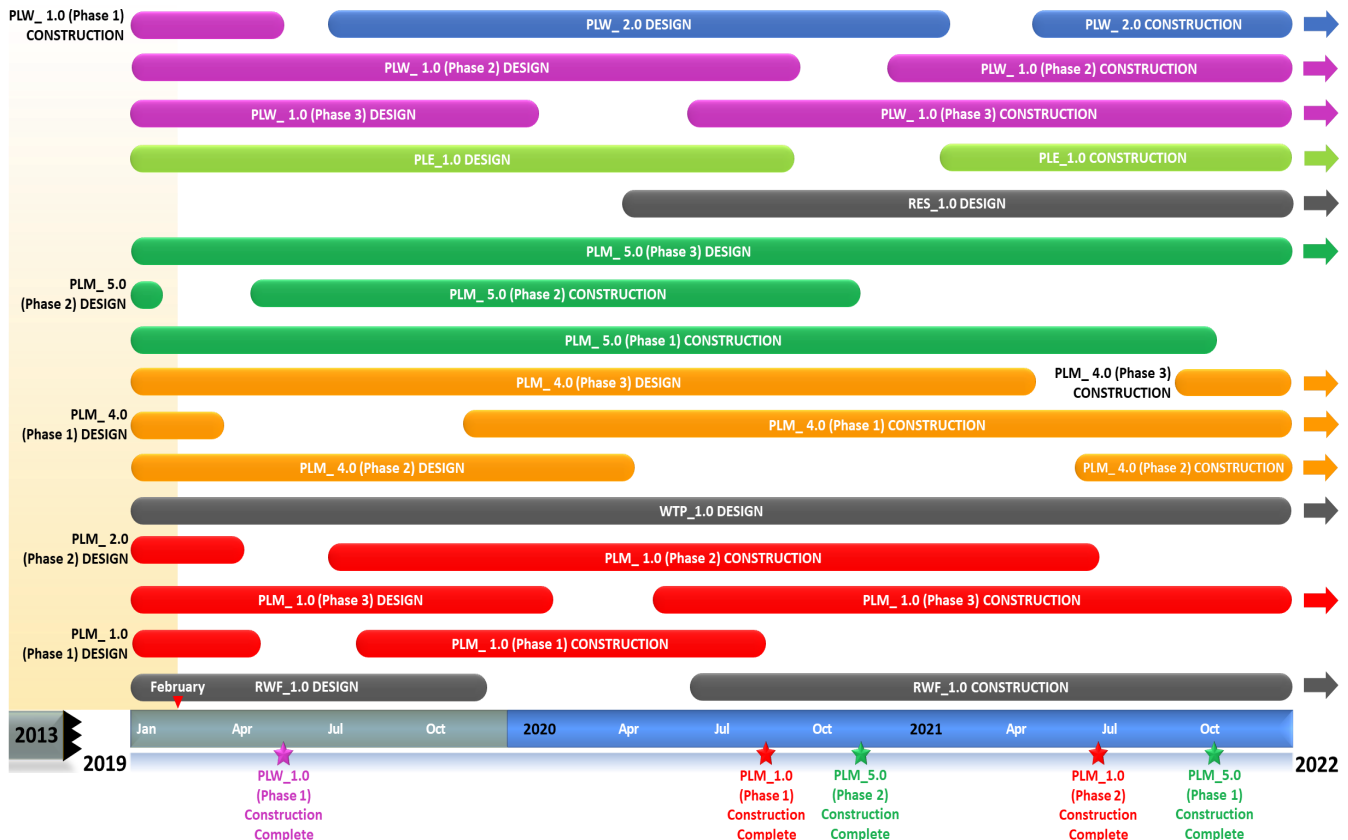 PLW_ 1.0 (Phase 1)
CONSTRUCTION
PLW_ 2.0 DESIGN
PLW_ 2.0 CONSTRUCTION
PLW_ 1.0 (Phase 2) DESIGN
PLW_ 1.0 (Phase 2) CONSTRUCTION
PLW_ 1.0 (Phase 3) DESIGN
PLW_ 1.0 (Phase 3) CONSTRUCTION
PLE_1.0 DESIGN
PLE_1.0 CONSTRUCTION
RES_1.0 DESIGN
PLM_ 5.0 (Phase 3) DESIGN
PLM_ 5.0
(Phase 2) DESIGN
PLM_ 5.0 (Phase 2) CONSTRUCTION
PLM_ 5.0 (Phase 1) CONSTRUCTION
PLM_ 4.0 (Phase 3) DESIGN
PLM_ 4.0 (Phase 3)
CONSTRUCTION
PLM_ 4.0
(Phase 1) DESIGN
PLM_ 4.0 (Phase 1) CONSTRUCTION
PLM_ 4.0 (Phase 2) DESIGN
PLM_ 4.0 (Phase 2) CONSTRUCTION
WTP_1.0 DESIGN
PLM_ 2.0
(Phase 2) DESIGN
PLM_ 1.0 (Phase 2) CONSTRUCTION
PLM_ 1.0 (Phase 3) DESIGN
PLM_ 1.0 (Phase 3) CONSTRUCTION
PLM_ 1.0
(Phase 1) DESIGN
PLM_ 1.0 (Phase 1) CONSTRUCTION
February
RWF_1.0 DESIGN
RWF_1.0 CONSTRUCTION
2013
Jan
Apr
Jul
Oct
2020
Apr
Jul
Oct
2021
Apr
Jul
Oct
2019
2022
PLW_1.0
(Phase 1)
Construction
Complete
PLM_1.0
(Phase 1)
Construction
Complete
PLM_5.0
(Phase 2)
Construction
Complete
PLM_1.0
(Phase 2)
Construction
Complete
PLM_5.0
(Phase 1)
Construction
Complete